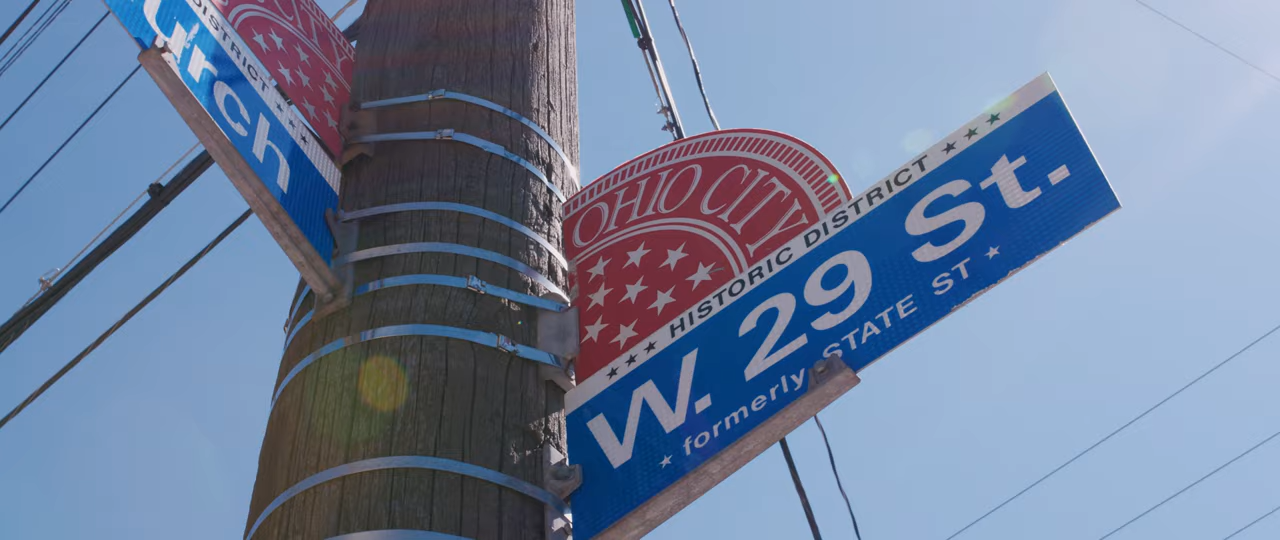 DISTRICT
urch
OHIO CITY
★★★ HISTORIC DISTRICT ★★★
W. 29 St.
★ formerly STATE ST ★